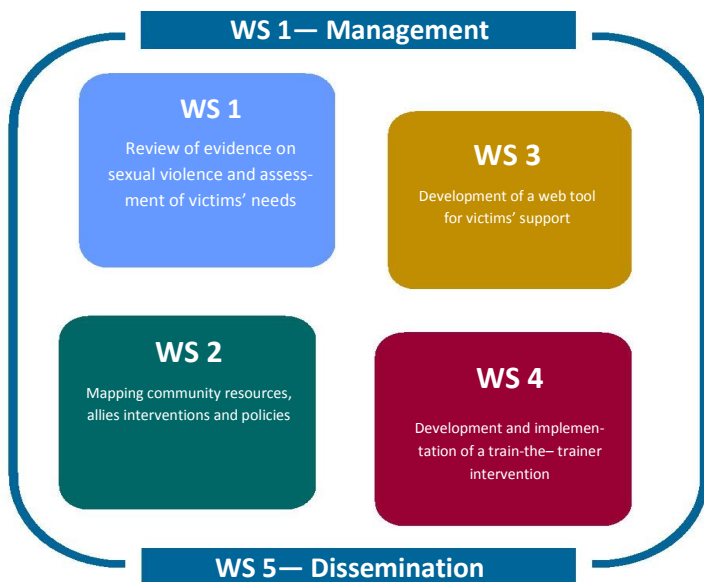 WS 1— Management
WS 1
Review of evidence on
sexual violence and assess-
ment of victims’ needs
WS 3
Development of a web tool
for victims’ support
WS 2
Mapping community resources,
allies interventions and policies
WS 4
Development and implemen-
tation of a train-the– trainer
intervention
WS 5— Dissemination